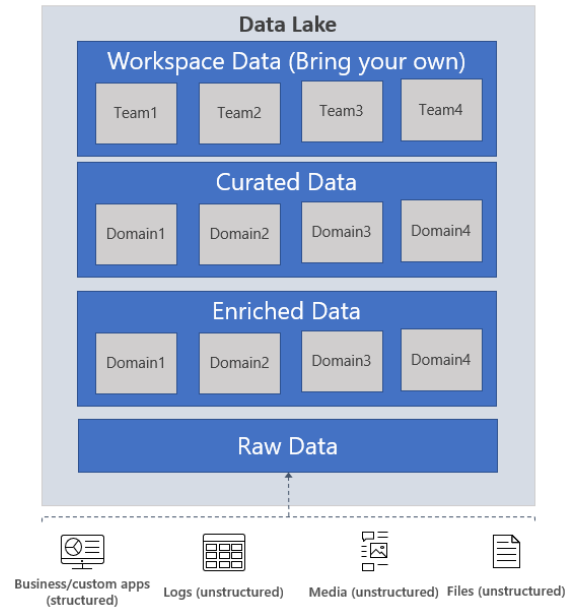 Data Lake
Workspace Data (Bring your own)
Team1 Team2 Team3 Team4
Curated Data
Domain1 Domain2 Domain3 Domain4
Enriched Data
Domain1 Domain2 Domain3 Domain4
Raw Data
Business/custom apps
(structured)
Logs (unstructured)
Media (unstructured)
Files (unstructured)